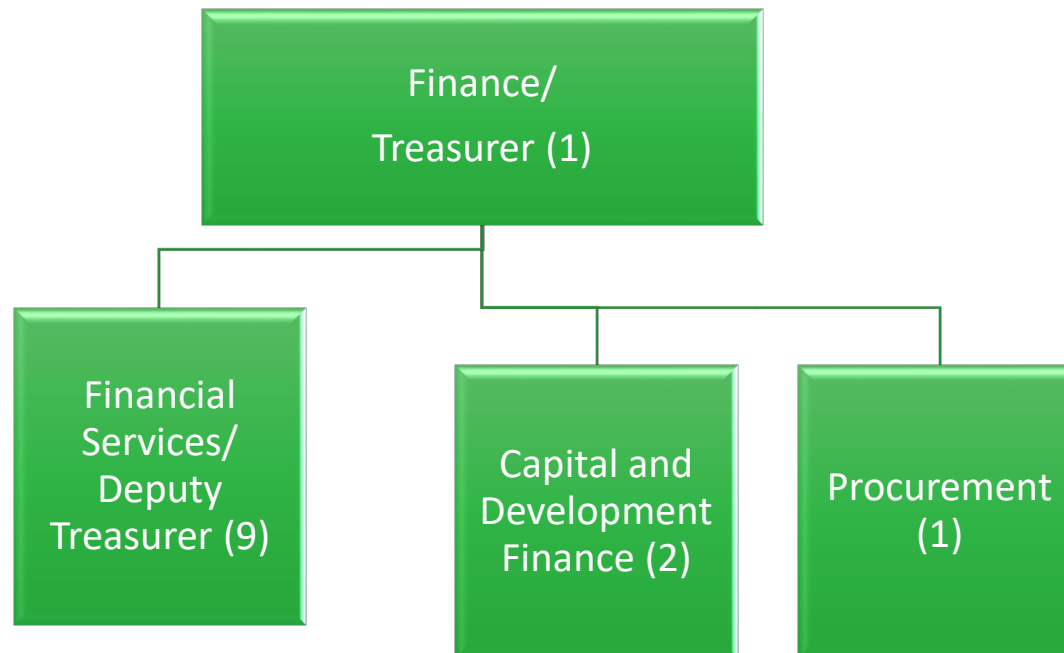 Finance/
Treasurer (1)
Financial
Services/
Deputy
Treasurer (9)
Capital and
Development
Finance (2)
Procurement
(1)